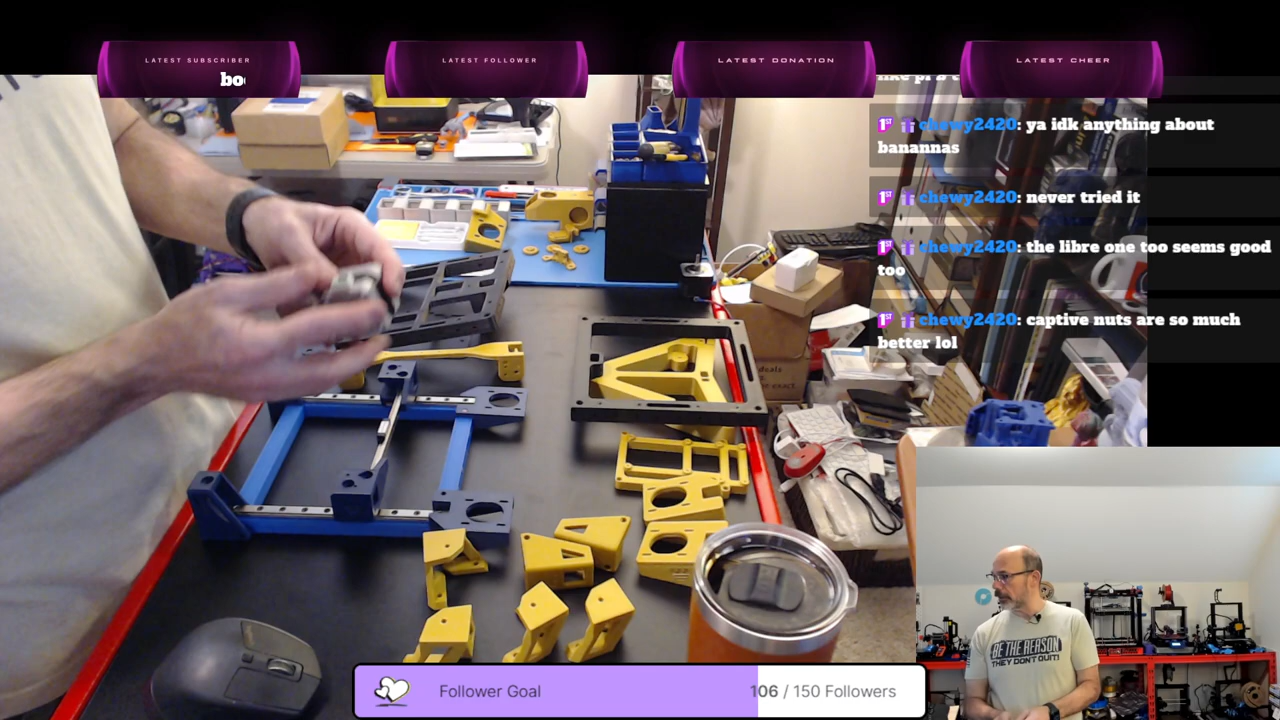 LATEST SUBSCRIBER
LATEST FOLLOWER
LATEST DONATION
LATEST CHEER
bo
chewy2420: ya idk anything about
banannas
chewy2420: never tried it
chewy2420: the libre one too seems good
too
chewy2420: captive nuts are so much
better lol
BE THE REASON
THEY DON'T QUIT!
Follower Goal
106 / 150 Followers